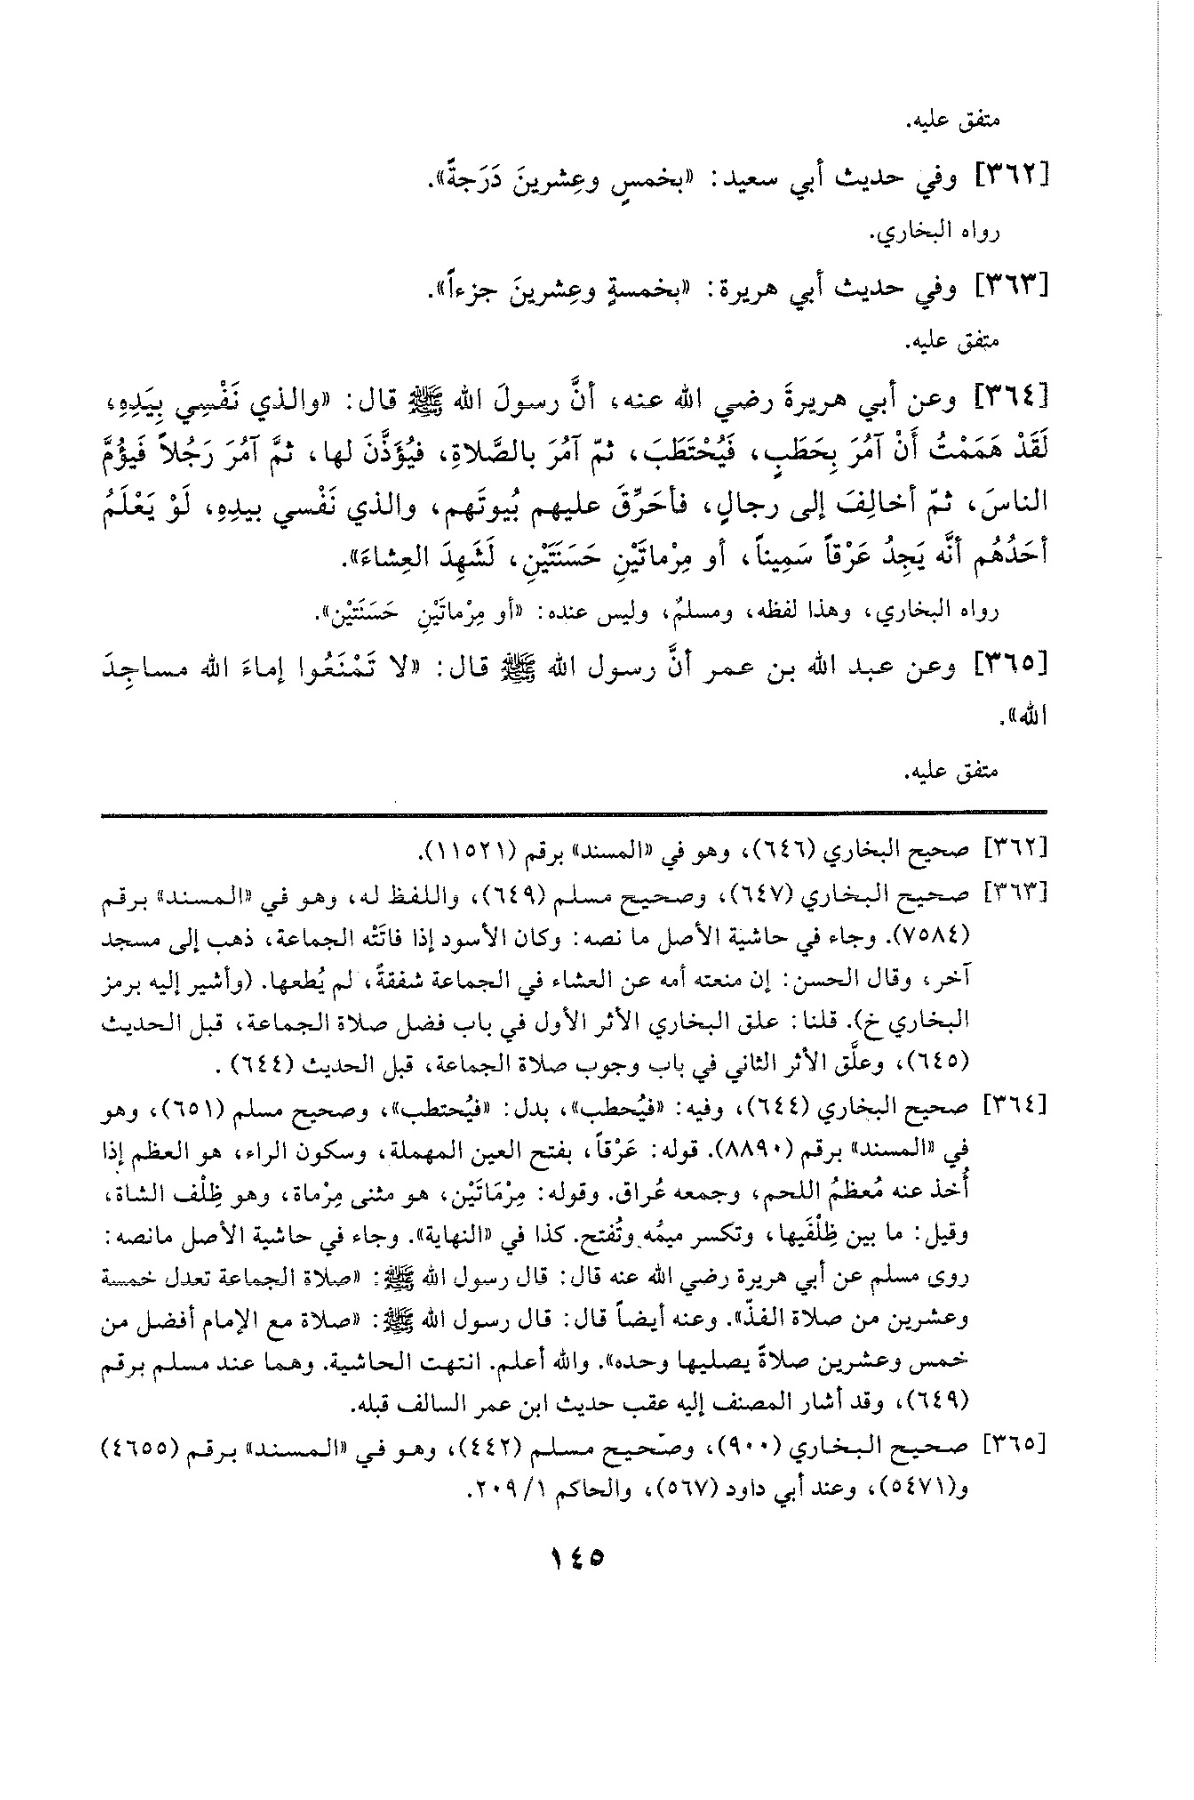 متفق عليه.
[٣٦٢] وفي حديث أبي سعيد: «بخمسٍ وعِشرينَ دَرَجةً».
رواه البخاري.
[٣٦٣] وفي حديث أبي هريرة: «بخمسةٍ وعِشرينَ جزءاً».
متفق عليه.
[٣٦٤] وعن أبي هريرةَ رضي الله عنه، أنَّ رسولَ الله ﷺ قال: «والذي نَفْسِي بِيَدِهِ،
لَقَدْ هَمَمْتُ أَنْ آمُرَ بِحَطَبٍ، فَيُحْتَطَبَ، ثمّ آمُرَ بالصَّلاةِ، فيُؤَذَّنَ لها، ثمَّ آمُرَ رَجُلاً فَيؤُمَّ
الناسَ، ثمّ أخالِفَ إلى رجالٍ، فأحَرِّقَ عليهم بُيوتَهم، والذي نَفْسي بيدِهِ، لَوْ يَعْلَمُ
أحَدُهُم أنَّه يَجِدُ عَرْقاً سَمِيناً، أو مِرْماتَيْنِ حَسَنَتَيْنِ، لَشَهِدَ العِشاءَ».
رواه البخاري، وهذا لفظه، ومسلمٌ، وليس عنده: «أو مِرْماتَيْنِ حَسَنَتَيْن».
[٣٦٥] وعن عبد الله بن عمر أنَّ رسول الله ﷺ قال: «لا تَمْنَعُوا إماءَ الله مساجِدَ
الله».
متفق عليه.
[٣٦٢] صحيح البخاري (٦٤٦)، وهو في «المسند» برقم (١١٥٢١).
[٣٦٣] صحيح البخاري (٦٤٧)، وصحيح مسلم (٦٤٩)، واللفظ له، وهو في «المسند» برقم
(٧٥٨٤). وجاء في حاشية الأصل ما نصه: وكان الأسود إذا فاتَتْه الجماعة، ذهب إلى مسجد
آخر، وقال الحسن: إن منعته أمه عن العشاء في الجماعة شفقةً، لم يُطعها. (وأشير إليه برمز
البخاري خ). قلنا: علق البخاري الأثر الأول في باب فضل صلاة الجماعة، قبل الحديث
(٦٤٥)، وعلَّق الأثر الثاني في باب وجوب صلاة الجماعة، قبل الحديث (٦٤٤) .
[٣٦٤] صحيح البخاري (٦٤٤)، وفيه: «فيُحطب»، بدل: «فيُحتطب»، وصحيح مسلم (٦٥١)، وهو
في «المسند» برقم (٨٨٩٠). قوله: عَرْقاً، بفتح العين المهملة، وسكون الراء، هو العظم إذا
أُخذ عنه مُعظمُ اللحم، وجمعه عُراق. وقوله: مِرْمَاتَيْن، هو مثنى مِرْماة، وهو ظِلْف الشاة،
وقيل: ما بين ظِلْفَيها، وتكسر ميمُه وتُفتح. كذا في «النهاية». وجاء في حاشية الأصل مانصه:
روى مسلم عن أبي هريرة رضي الله عنه قال: قال رسول الله ﷺ: «صلاة الجماعة تعدل خمسة
وعشرين من صلاة الفذّ». وعنه أيضاً قال: قال رسول الله ﷺ: «صلاة مع الإمام أفضل من
خمس وعشرين صلاةً يصليها وحده». والله أعلم. انتهت الحاشية. وهما عند مسلم برقم
(٦٤٩)، وقد أشار المصنف إليه عقب حديث ابن عمر السالف قبله.
[٣٦٥] صحيح البخاري (٩٠٠)، وصحيح مسلم (٤٤٢)، وهو في «المسند» برقم (٤٦٥٥)
و(٥٤٧١)، وعند أبي داود (٥٦٧)، والحاكم ١/ ٢٠٩.
١٤٥